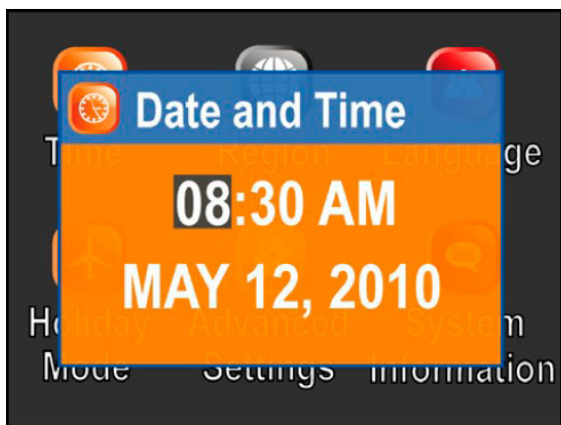 Date and Time
Time Region Language
08:30 AM
MAY 12, 2010
Holiday Advanced System
Mode Settings Information